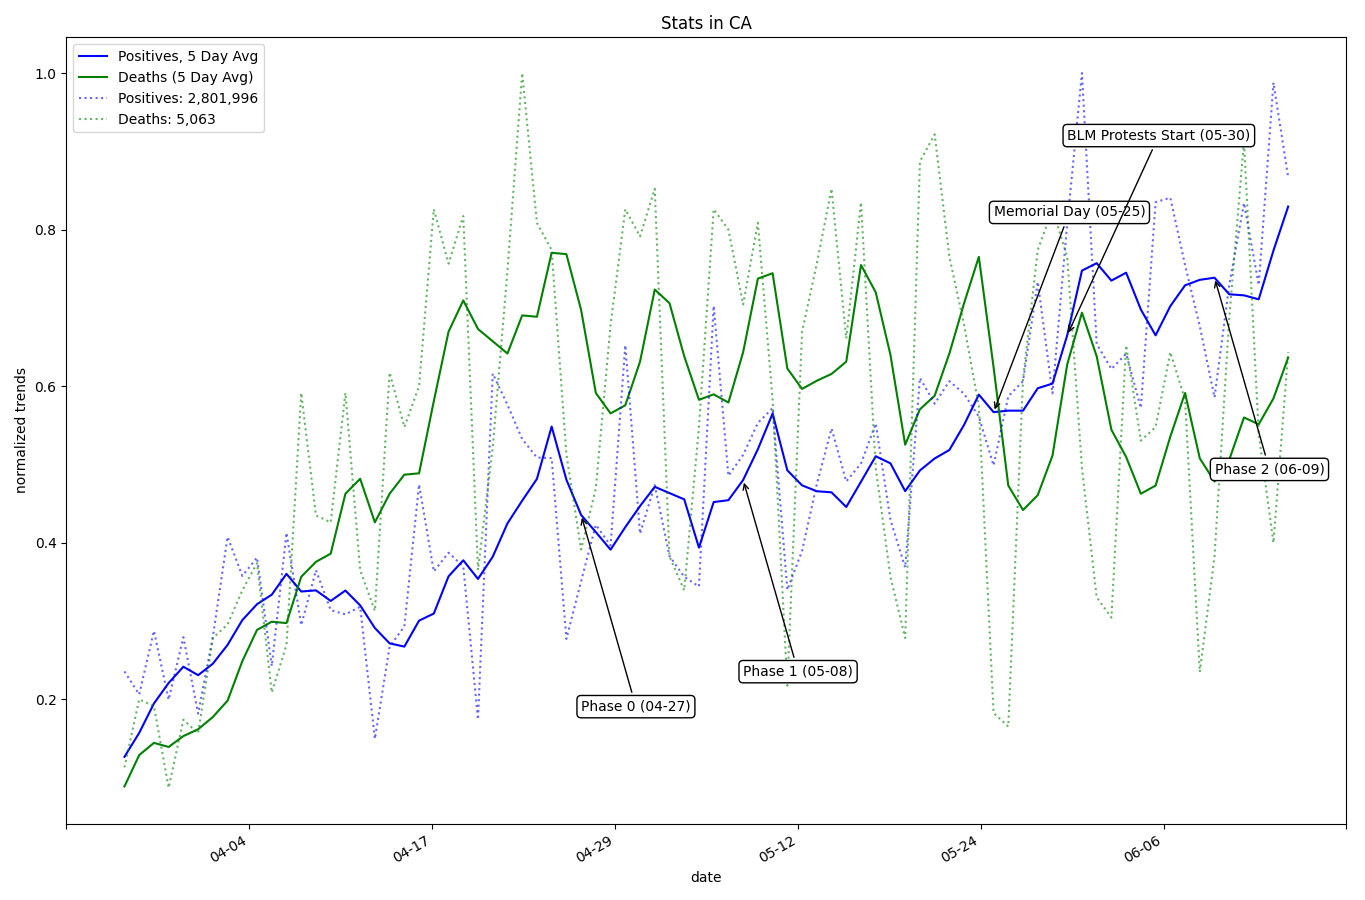 Stats in CA
Positives, 5 Day Avg
Deaths (5 Day Avg)
Positives: 2,801,996
Deaths: 5,063
1.0
0.8
0.6
0.4
0.2
normalized trends
BLM Protests Start (05-30)
Memorial Day (05-25)
Phase 2 (06-09)
Phase 1 (05-08)
Phase 0 (04-27)
04-04
04-17
04-29
05-12
05-24
06-06
date